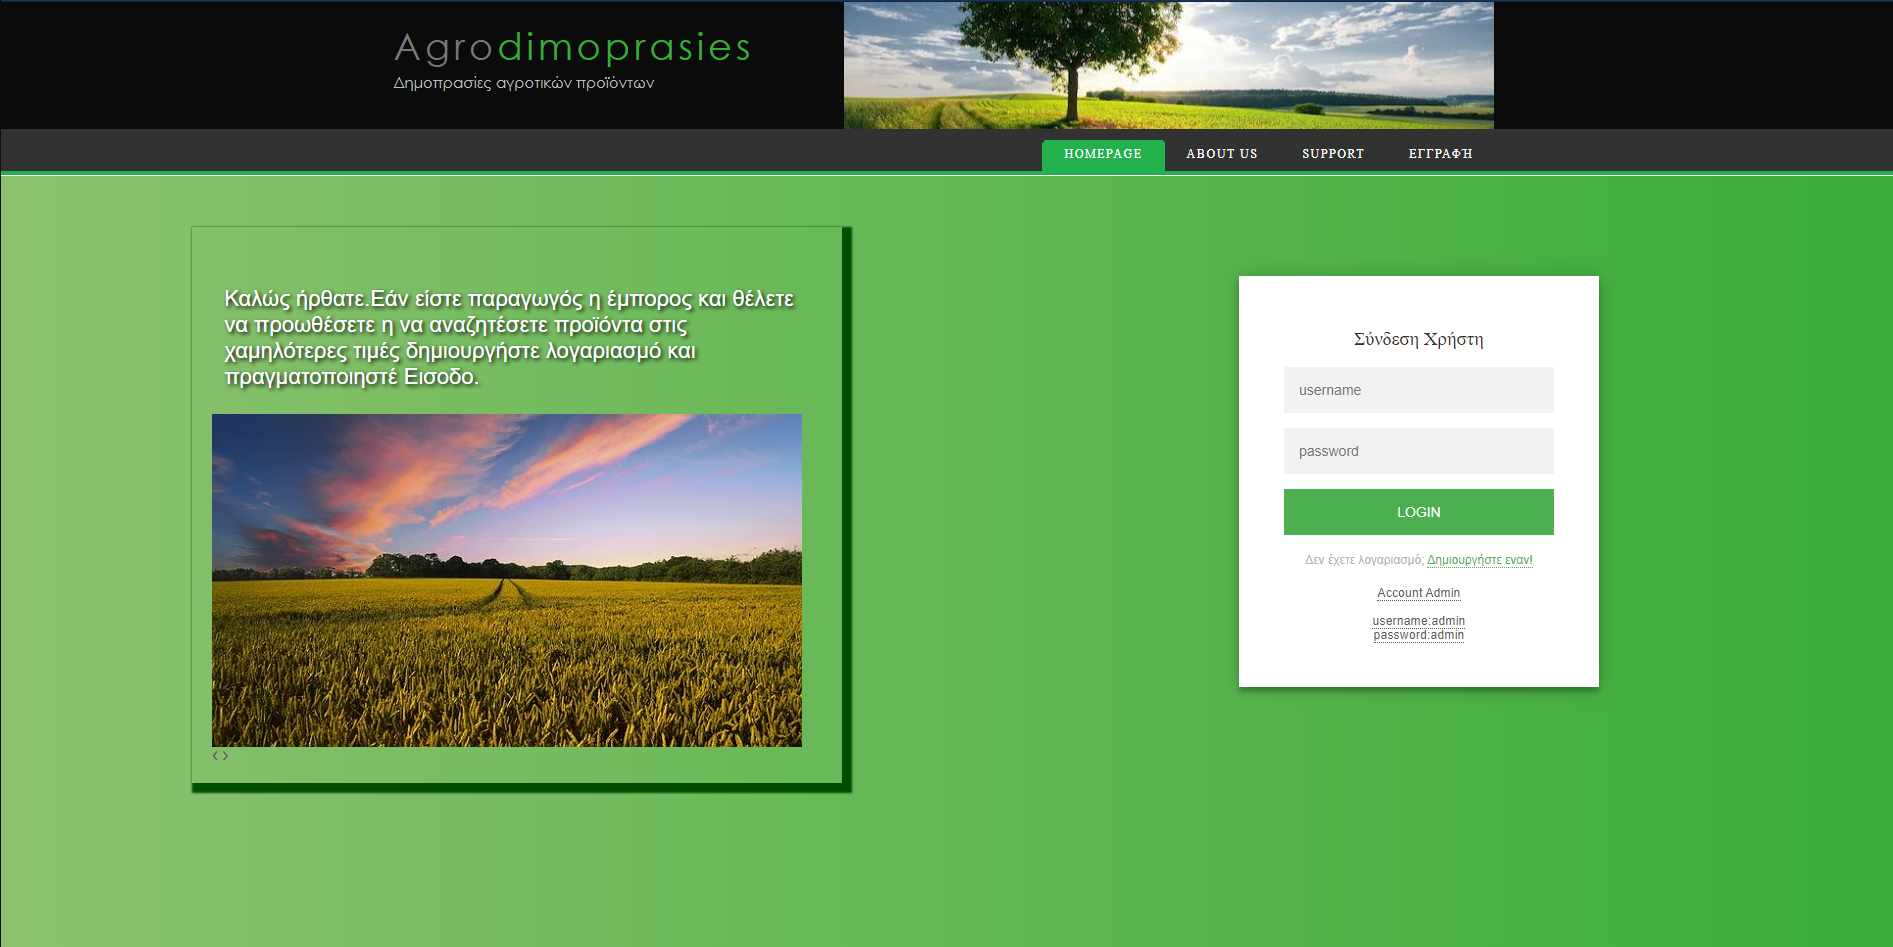 Agrodimoprasies
Δημοπρασίες αγροτικών προϊόντων
HOMEPAGE ABOUT US SUPPORT ΕΓΓΡΑΦΉ
Καλώς ήρθατε.Εάν είστε παραγωγός η έμπορος και θέλετε
να προωθέσετε η να αναζητέσετε προϊόντα στις
χαμηλότερες τιμές δημιουργήστε λογαριασμό και
πραγματοποιηστέ Εισοδο.
‹ ›
Σύνδεση Χρήστη
username
password
LOGIN
Δεν έχετε λογαριασμό; Δημιουργήστε εναν!
Account Admin
username:admin
password:admin